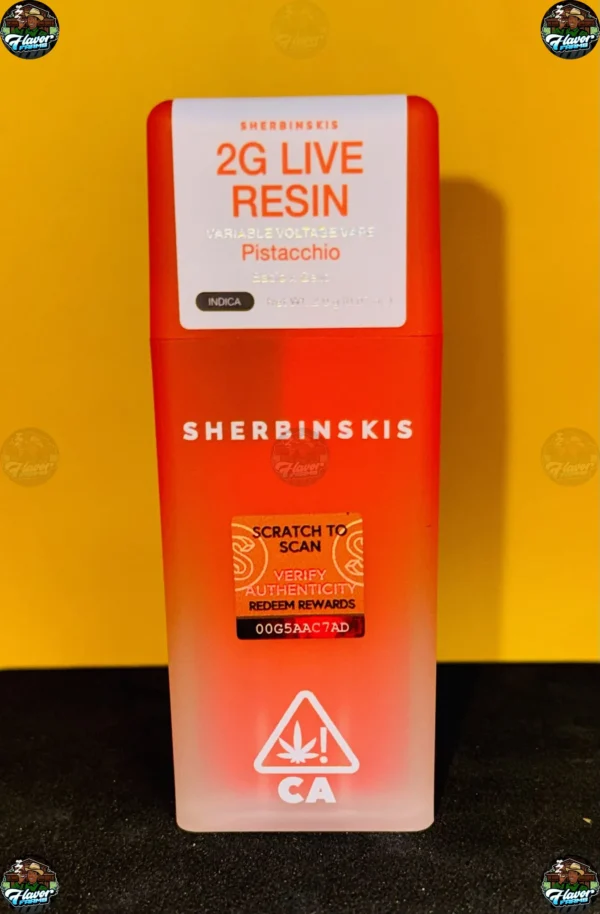 SHERBINSKIS
2G LIVE
RESIN
VARIABLE VOLTAGE VAPE
Pistacchio
INDICA
SHERBINSKIS
SCRATCH TO
SCAN
VERIFY
AUTHENTICITY
REDEEM REWARDS
00G5AAC7AD
CA
Flavor